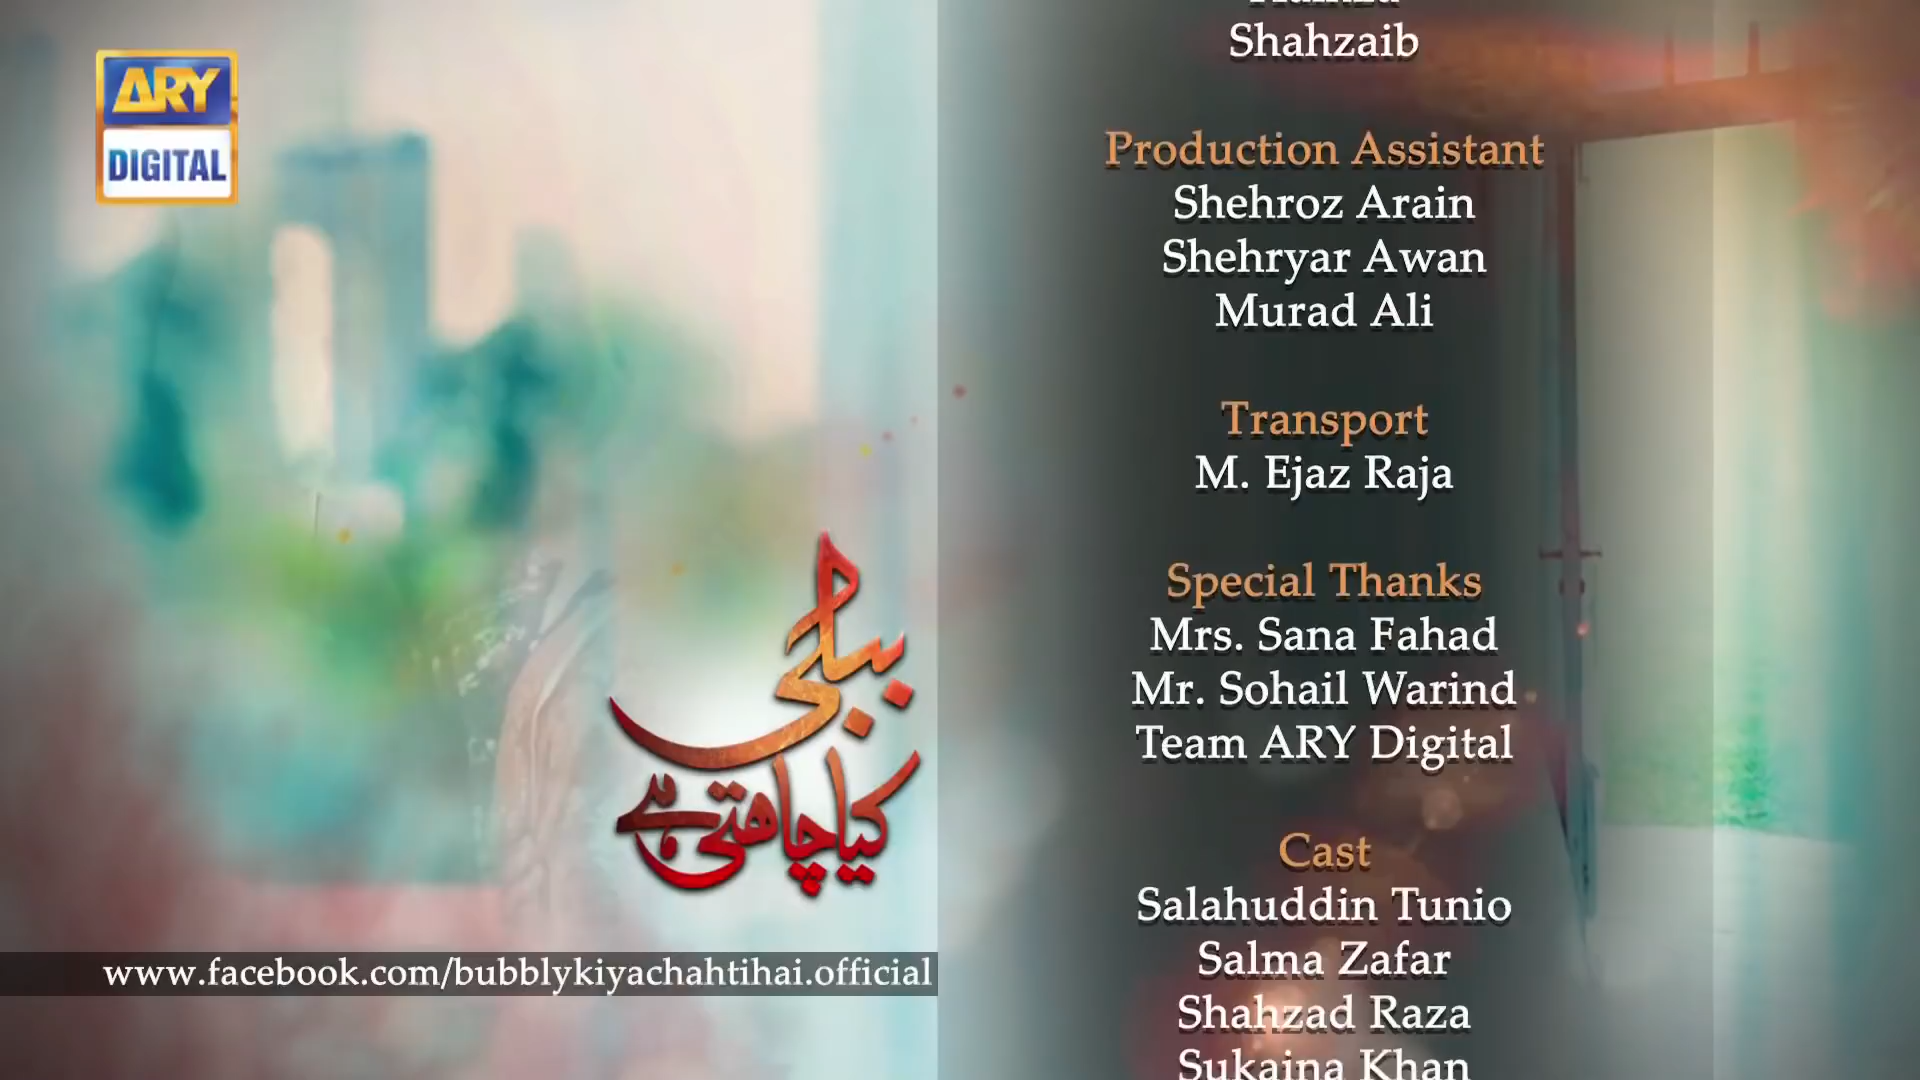 ARY
DIGITAL
ببلی
کیا چاہتی ہے
www.facebook.com/bubblykiyachahtihai.official
Shahzaib
Production Assistant
Shehroz Arain
Shehryar Awan
Murad Ali
Transport
M. Ejaz Raja
Special Thanks
Mrs. Sana Fahad
Mr. Sohail Warind
Team ARY Digital
Cast
Salahuddin Tunio
Salma Zafar
Shahzad Raza
Sukaina Khan